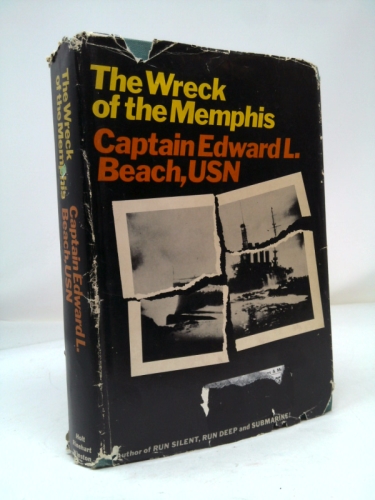 The Wreck
of the Memphis
Captain Edward L.
Beach, USN
author of RUN SILENT, RUN DEEP and SUBMARINE!
The Wreck
of the Memphis
Captain Edward L.
Beach, USN
Holt
Rinehart
Winston